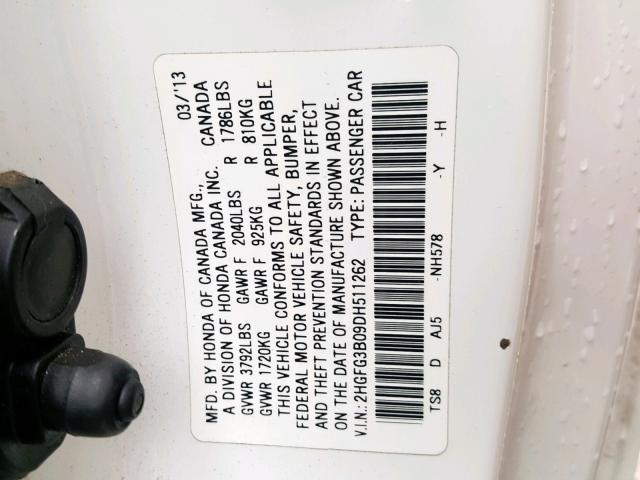 MFD. BY HONDA OF CANADA MFG., 03/'13
A DIVISION OF HONDA CANADA INC. CANADA
GVWR 3792LBS GAWR F 2040LBS R 1786LBS
GVWR 1720KG GAWR F 925KG R 810KG
THIS VEHICLE CONFORMS TO ALL APPLICABLE
FEDERAL MOTOR VEHICLE SAFETY, BUMPER,
AND THEFT PREVENTION STANDARDS IN EFFECT
ON THE DATE OF MANUFACTURE SHOWN ABOVE.
V.I.N.: 2HGFG3B09DH511262 TYPE: PASSENGER CAR
TS8 D AJ5 -NH578 -Y -H